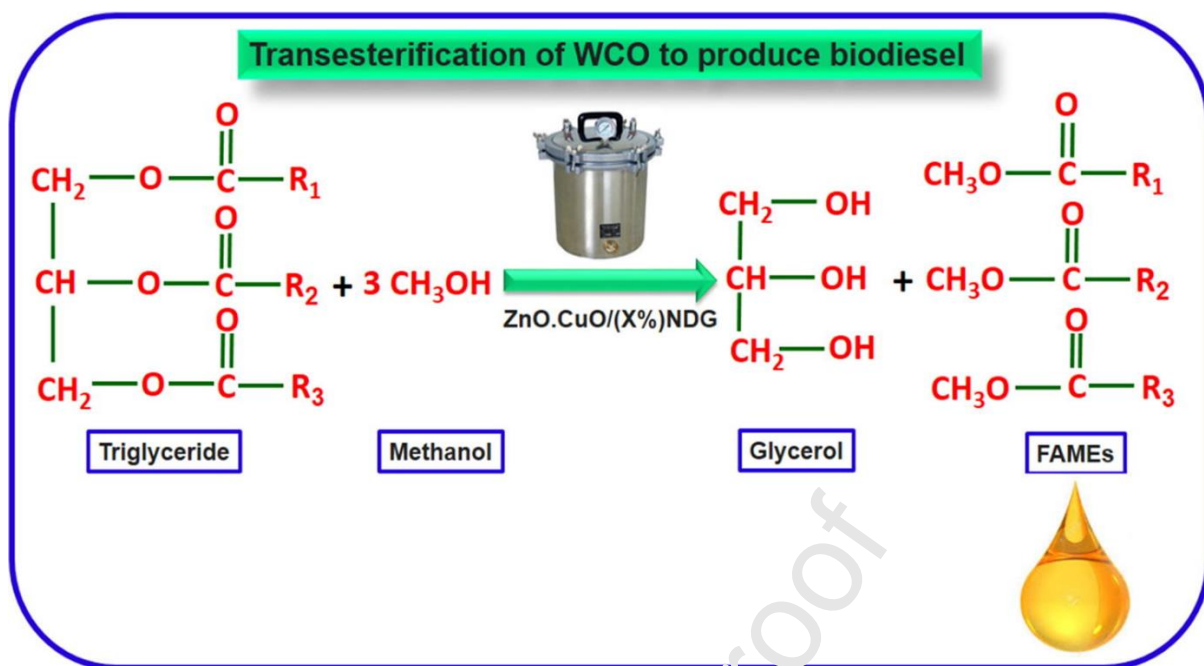 Transesterification of WCO to produce biodiesel
O
CH₂—O—C—R₁
O
CH—O—C—R₂
O
CH₂—O—C—R₃
+ 3 CH₃OH
ZnO.CuO/(X%)NDG
CH₂—OH
CH—OH
CH₂—OH
+
O
CH₃O—C—R₁
O
CH₃O—C—R₂
O
CH₃O—C—R₃
Triglyceride
Methanol
Glycerol
FAMEs
roof